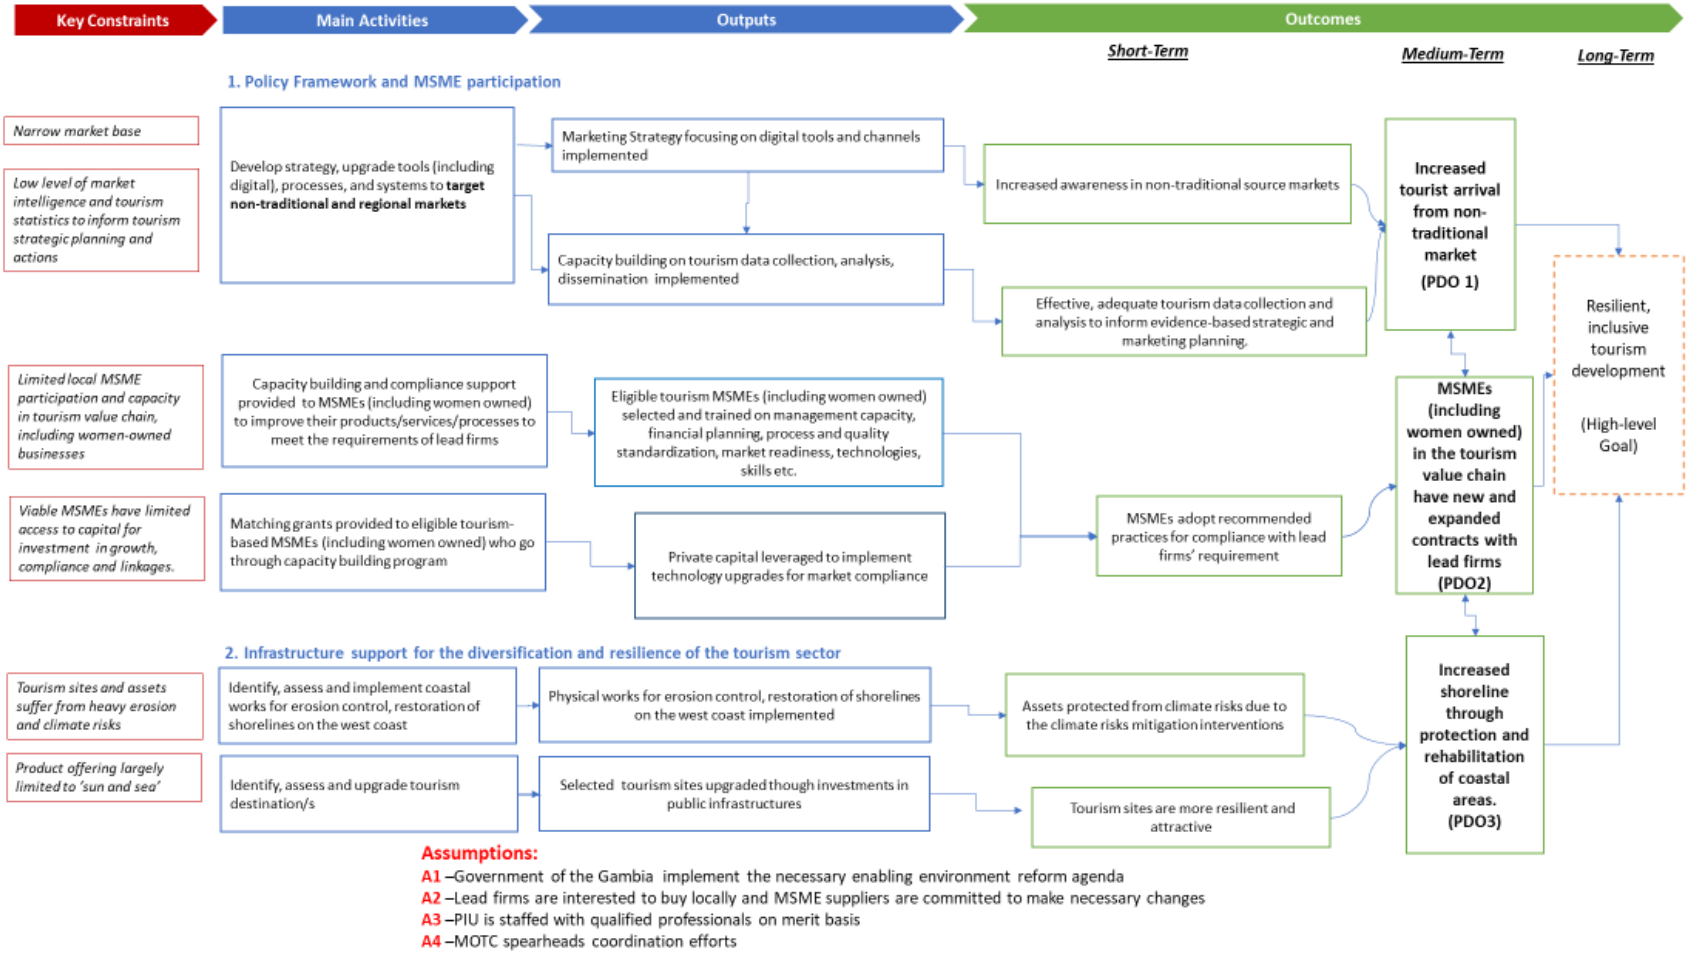 Key Constraints
Main Activities
Outputs
Outcomes
Short-Term
Medium-Term
Long-Term
1. Policy Framework and MSME participation
Narrow market base
Low level of market
intelligence and tourism
statistics to inform tourism
strategic planning and
actions
Develop strategy, upgrade tools (including
digital), processes, and systems to target
non-traditional and regional markets
Marketing Strategy focusing on digital tools and channels
implemented
Capacity building on tourism data collection, analysis,
dissemination implemented
Increased awareness in non-traditional source markets
Effective, adequate tourism data collection and
analysis to inform evidence-based strategic and
marketing planning.
Increased
tourist arrival
from non-
traditional
market
(PDO 1)
Resilient,
inclusive
tourism
development
(High-level
Goal)
Limited local MSME
participation and capacity
in tourism value chain,
including women-owned
businesses
Viable MSMEs have limited
access to capital for
investment in growth,
compliance and linkages.
Capacity building and compliance support
provided to MSMEs (including women owned)
to improve their products/services/processes to
meet the requirements of lead firms
Matching grants provided to eligible tourism-
based MSMEs (including women owned) who go
through capacity building program
Eligible tourism MSMEs (including women owned)
selected and trained on management capacity,
financial planning, process and quality
standardization, market readiness, technologies,
skills etc.
Private capital leveraged to implement
technology upgrades for market compliance
MSMEs adopt recommended
practices for compliance with lead
firms' requirement
MSMEs
(including
women owned)
in the tourism
value chain
have new and
expanded
contracts with
lead firms
(PDO2)
2. Infrastructure support for the diversification and resilience of the tourism sector
Tourism sites and assets
suffer from heavy erosion
and climate risks
Product offering largely
limited to 'sun and sea'
Identify, assess and implement coastal
works for erosion control, restoration of
shorelines on the west coast
Identify, assess and upgrade tourism
destination/s
Physical works for erosion control, restoration of shorelines
on the west coast implemented
Selected tourism sites upgraded though investments in
public infrastructures
Assets protected from climate risks due to
the climate risks mitigation interventions
Tourism sites are more resilient and
attractive
Increased
shoreline
through
protection and
rehabilitation
of coastal
areas.
(PDO3)
Assumptions:
A1 –Government of the Gambia implement the necessary enabling environment reform agenda
A2 –Lead firms are interested to buy locally and MSME suppliers are committed to make necessary changes
A3 –PIU is staffed with qualified professionals on merit basis
A4 –MOTC spearheads coordination efforts